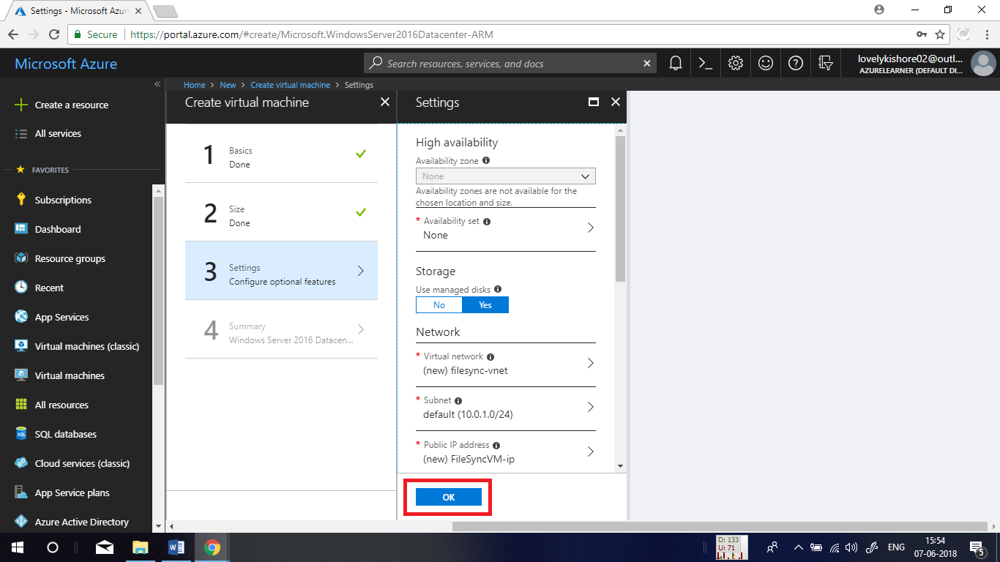 Settings - Microsoft Azur
Secure
https://portal.azure.com/#create/Microsoft.WindowsServer2016Datacenter-ARM
Microsoft Azure
Search resources, services, and docs
lovelykishore02@outl...
AZURELEARNER (DEFAULT DI...
Create a resource
All services
FAVORITES
Subscriptions
Dashboard
Resource groups
Recent
App Services
Virtual machines (classic)
Virtual machines
All resources
SQL databases
Cloud services (classic)
App Service plans
Azure Active Directory
Home > New > Create virtual machine > Settings
Create virtual machine
1
Basics
Done
2
Size
Done
3
Settings
Configure optional features
4
Summary
Windows Server 2016 Datacen...
Settings
High availability
Availability zone
None
Availability zones are not available for the
chosen location and size.
* Availability set
None
Storage
Use managed disks
No Yes
Network
* Virtual network
(new) filesync-vnet
* Subnet
default (10.0.1.0/24)
* Public IP address
(new) FileSyncVM-ip
OK
D: 133
U: 71
ENG
15:54
07-06-2018
5